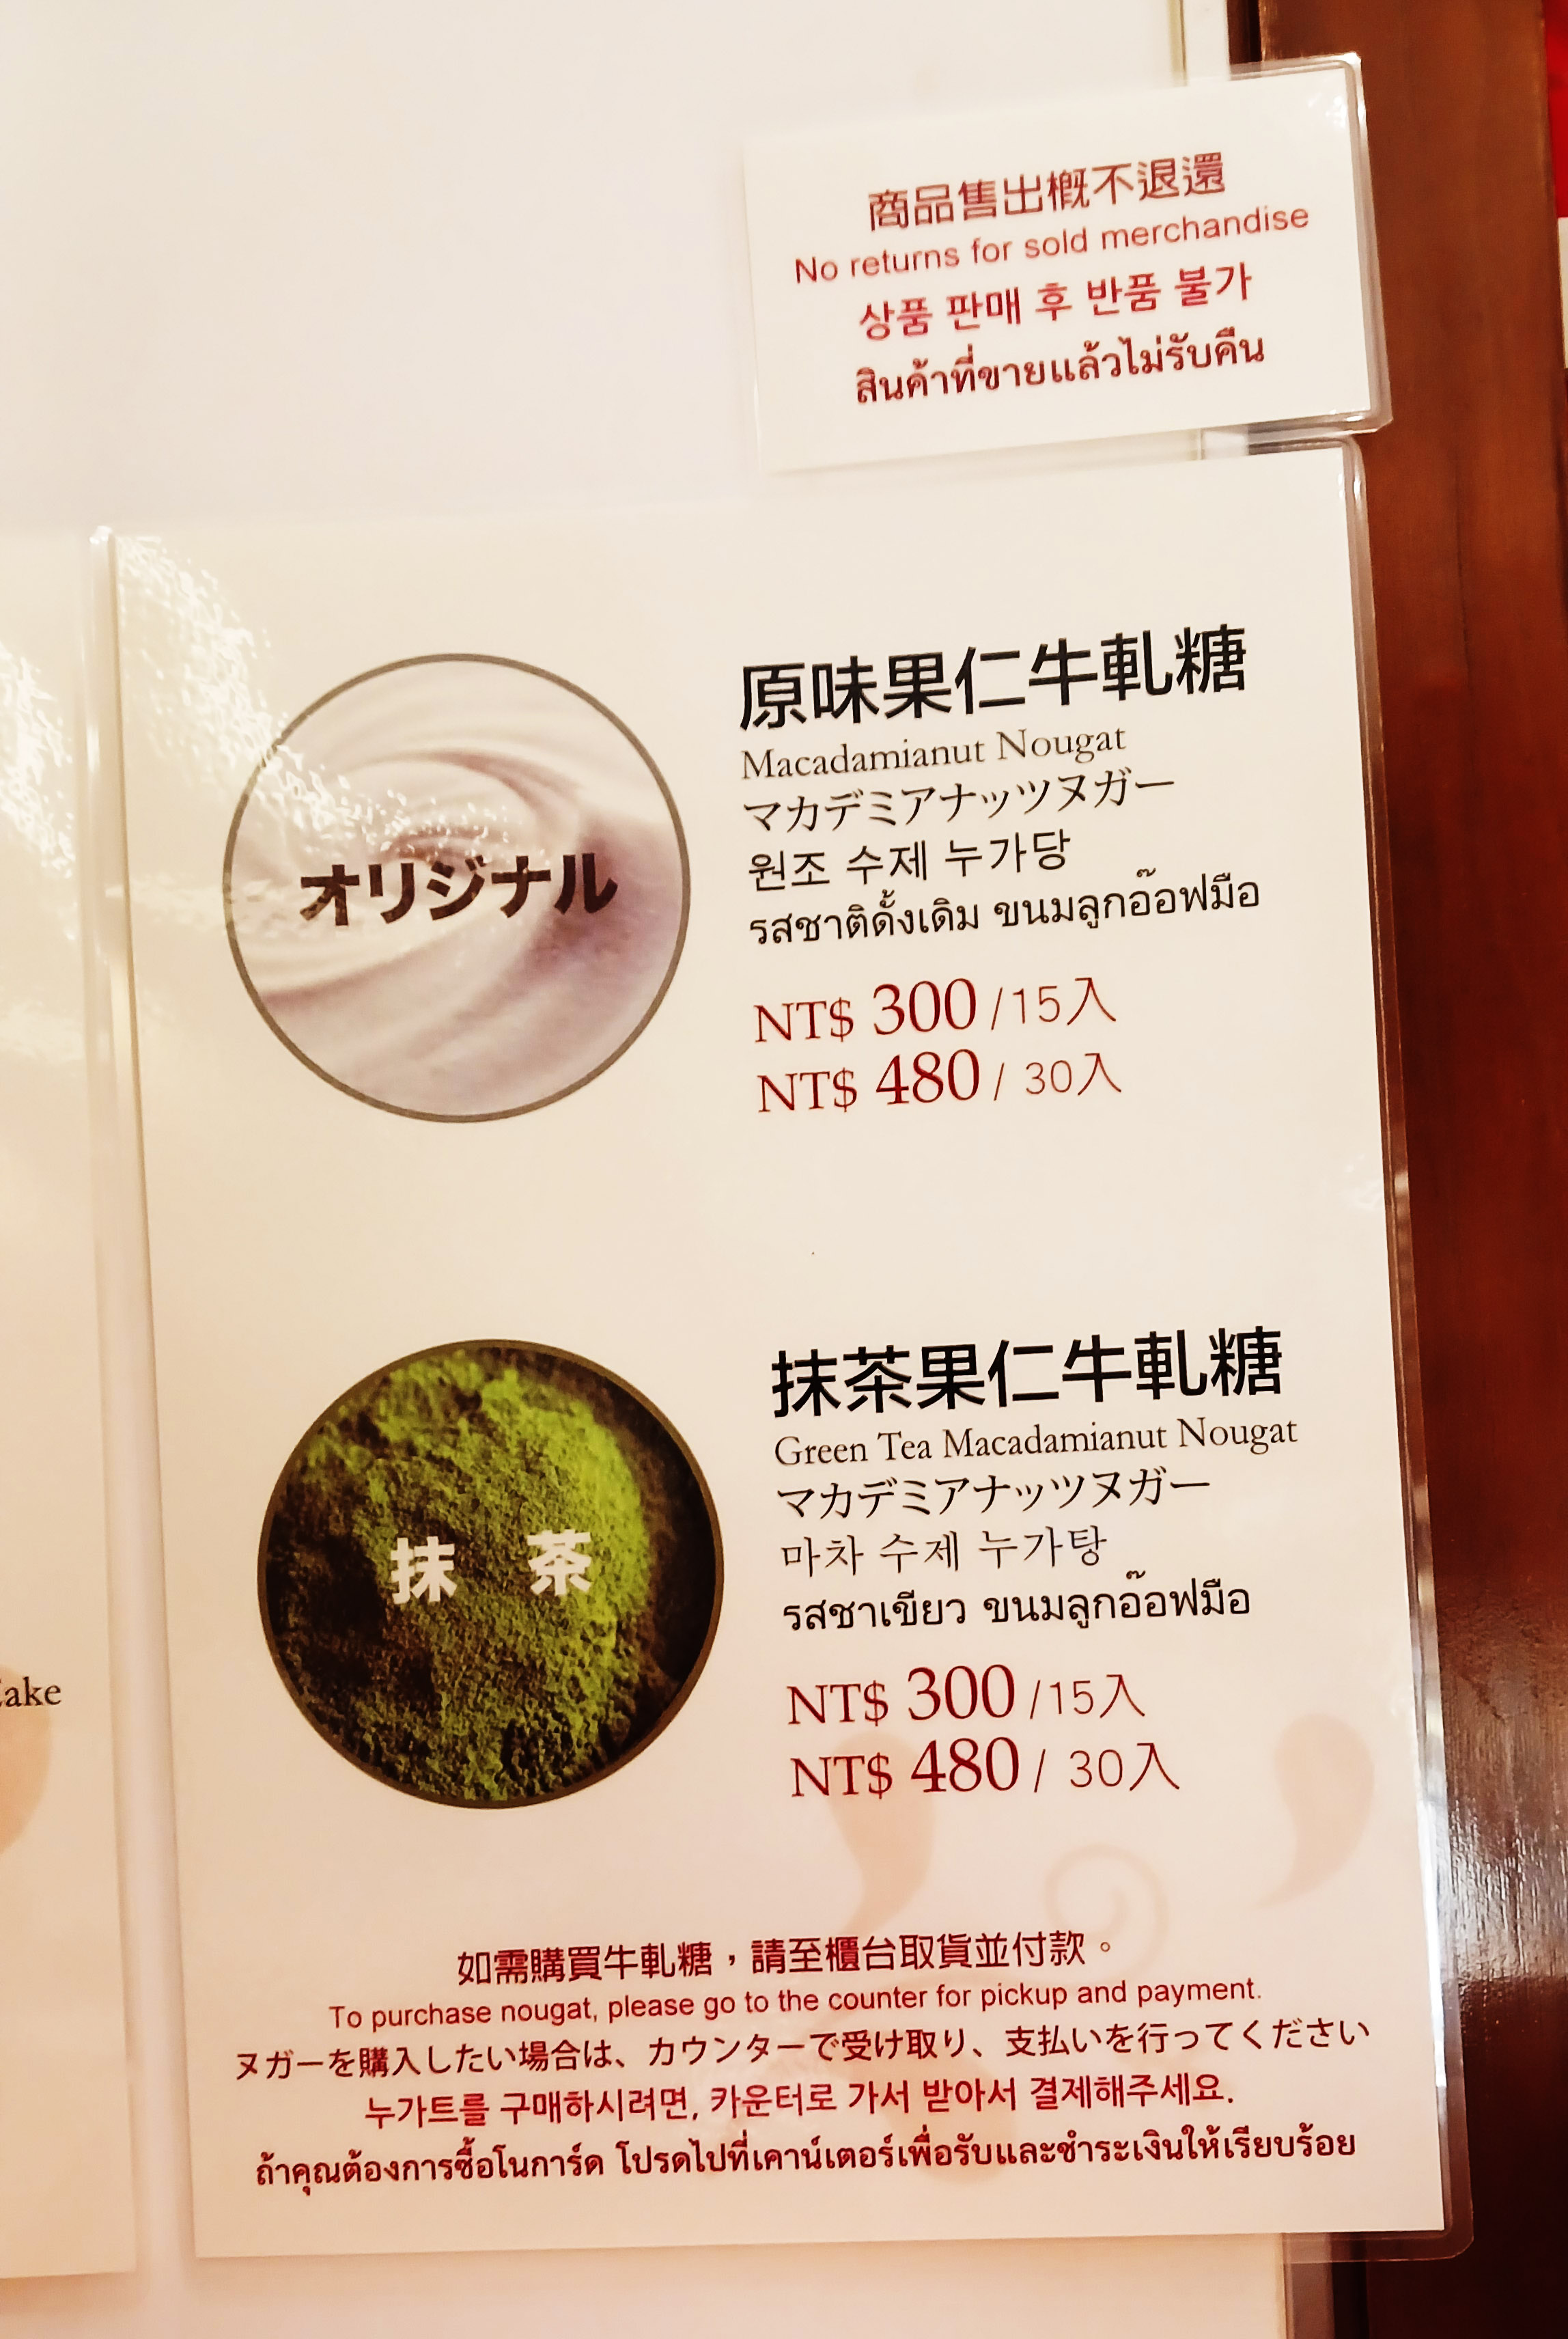 商品售出概不退還
No returns for sold merchandise
상품 판매 후 반품 불가
สินค้าที่ขายแล้วไม่รับคืน
オリジナル
原味果仁牛軋糖
Macadamianut Nougat
マカデミアナッツヌガー
원조 수제 누가당
รสชาติดั้งเดิม ขนมลูกอ๊อฟมือ
NT$ 300 /15入
NT$ 480 / 30入
抹 茶
抹茶果仁牛軋糖
Green Tea Macadamianut Nougat
マカデミアナッツヌガー
마차 수제 누가탕
รสชาเขียว ขนมลูกอ๊อฟมือ
NT$ 300 /15入
NT$ 480 / 30入
如需購買牛軋糖，請至櫃台取貨並付款。
To purchase nougat, please go to the counter for pickup and payment.
ヌガーを購入したい場合は、カウンターで受け取り、支払いを行ってください
누가트를 구매하시려면, 카운터로 가서 받아서 결제해주세요.
ถ้าคุณต้องการซื้อโนการ์ด โปรดไปที่เคาน์เตอร์เพื่อรับและชำระเงินให้เรียบร้อย